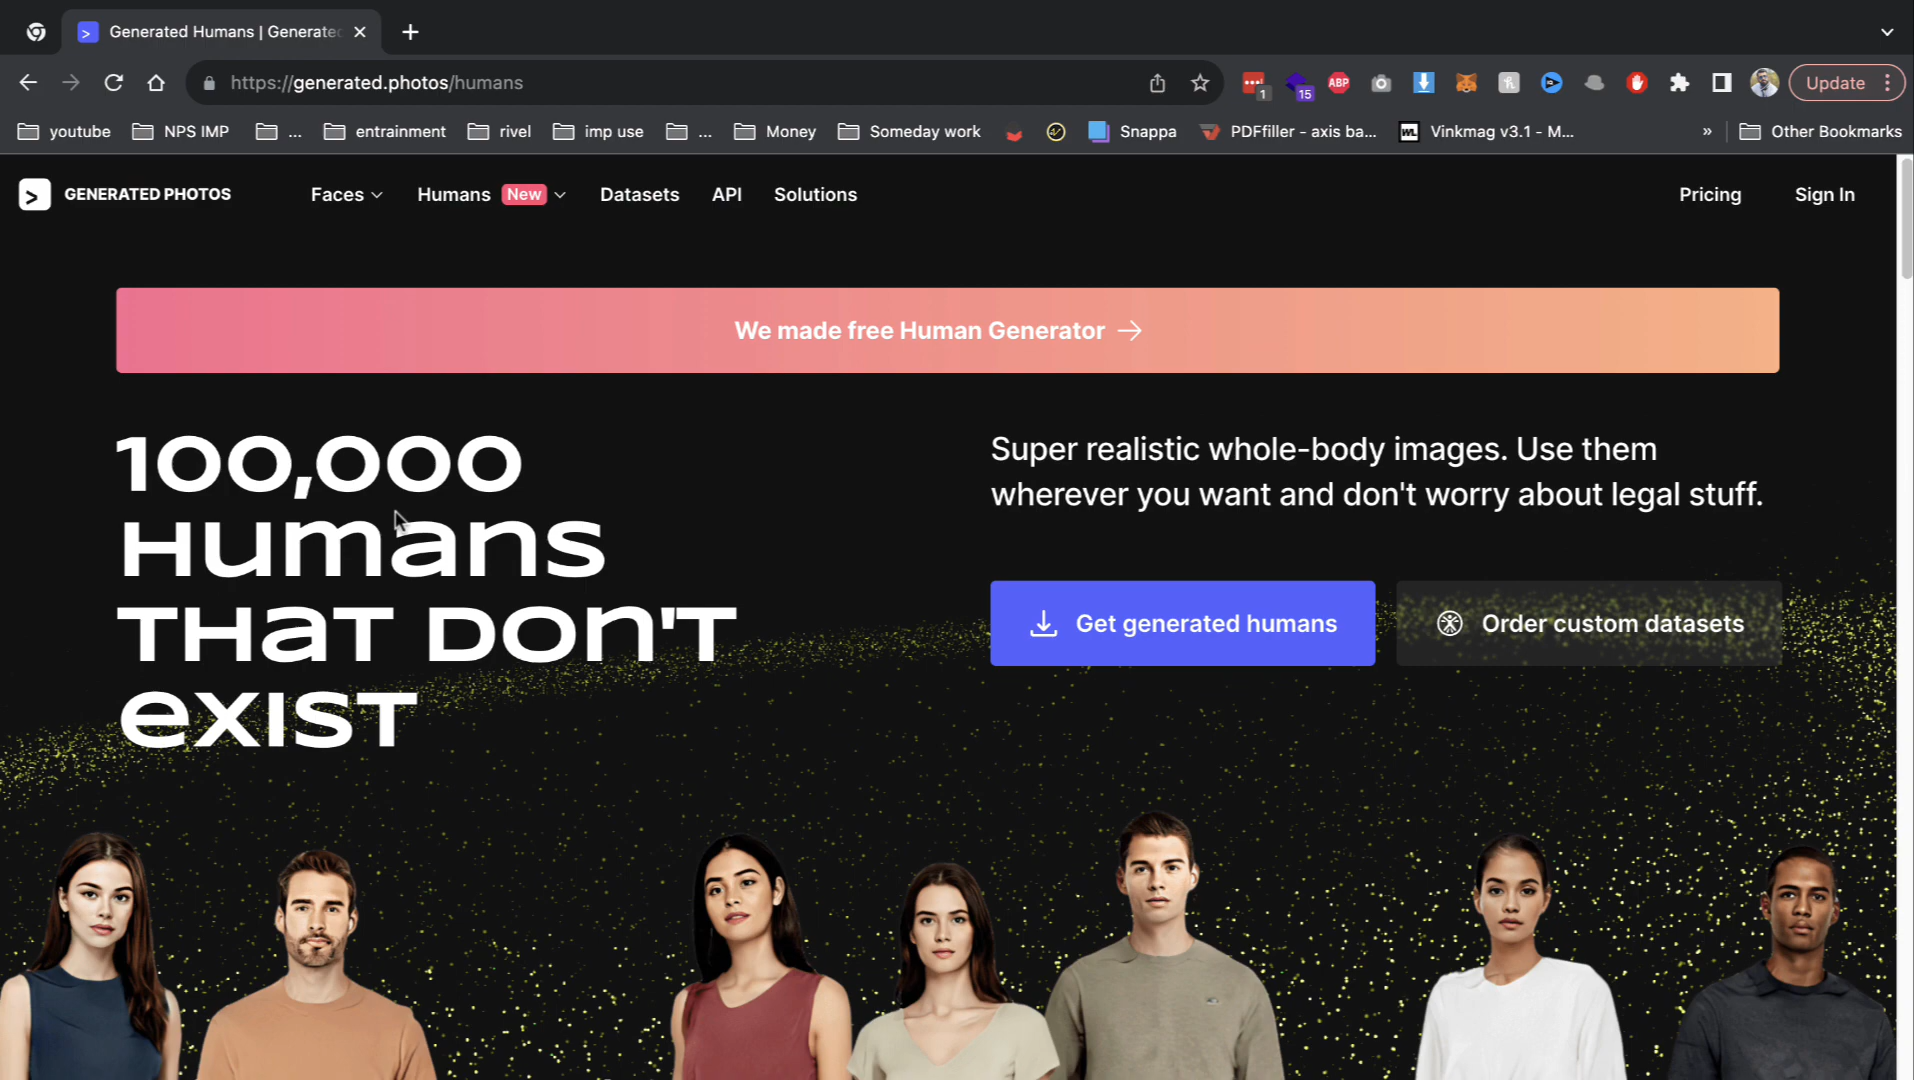 Generated Humans | Generate
https://generated.photos/humans
1
15
ABP
Update
youtube
NPS IMP
...
entrainment
rivel
imp use
...
Money
Someday work
Snappa
PDFfiller - axis ba...
Vinkmag v3.1 - M...
»
Other Bookmarks
GENERATED PHOTOS
Faces
Humans New
Datasets
API
Solutions
Pricing
Sign In
We made free Human Generator →
100,000
Humans
THaT Don'T
exisT
Super realistic whole-body images. Use them
wherever you want and don't worry about legal stuff.
Get generated humans
Order custom datasets